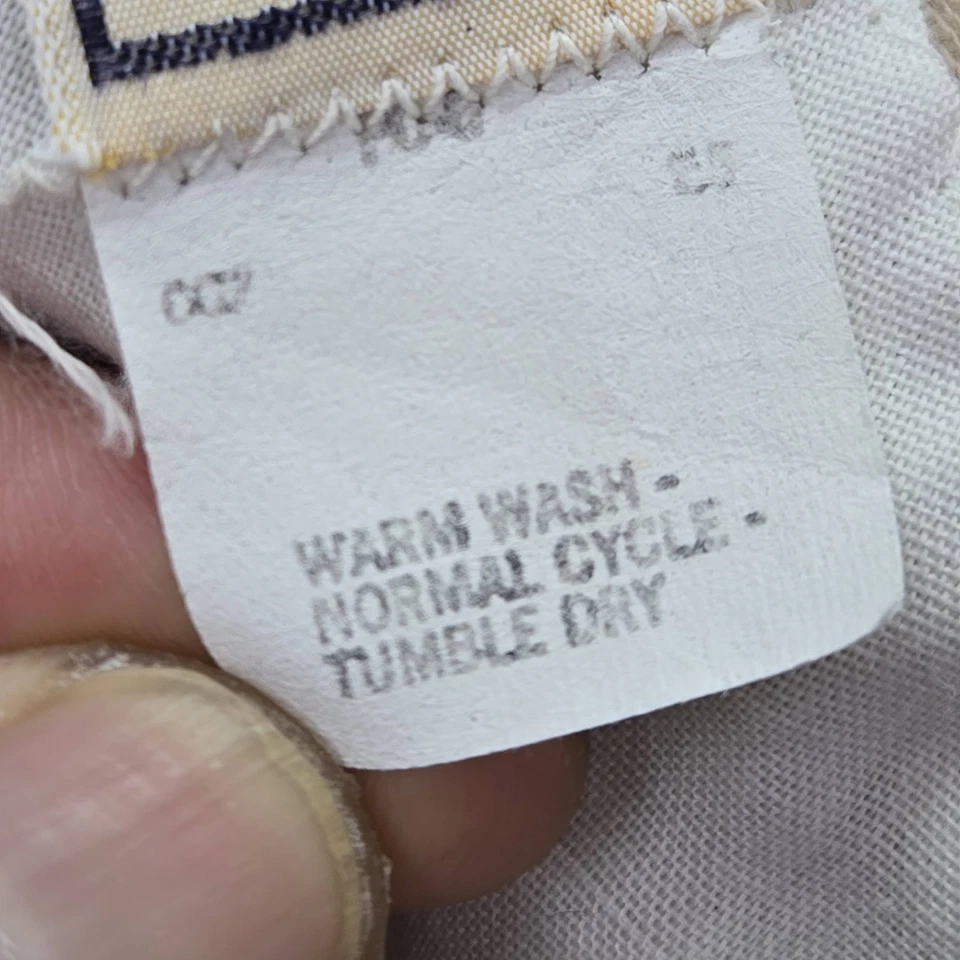 WARM WASH -
NORMAL CYCLE -
TUMBLE DRY